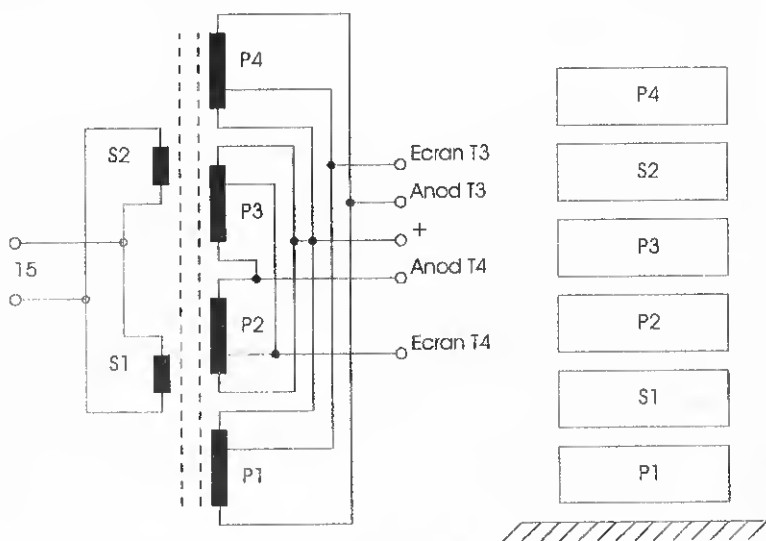 P4
S2
P3
P2
S1
P1
15
Ecran T3
Anod T3
+
Anod T4
Ecran T4
P4
S2
P3
P2
S1
P1